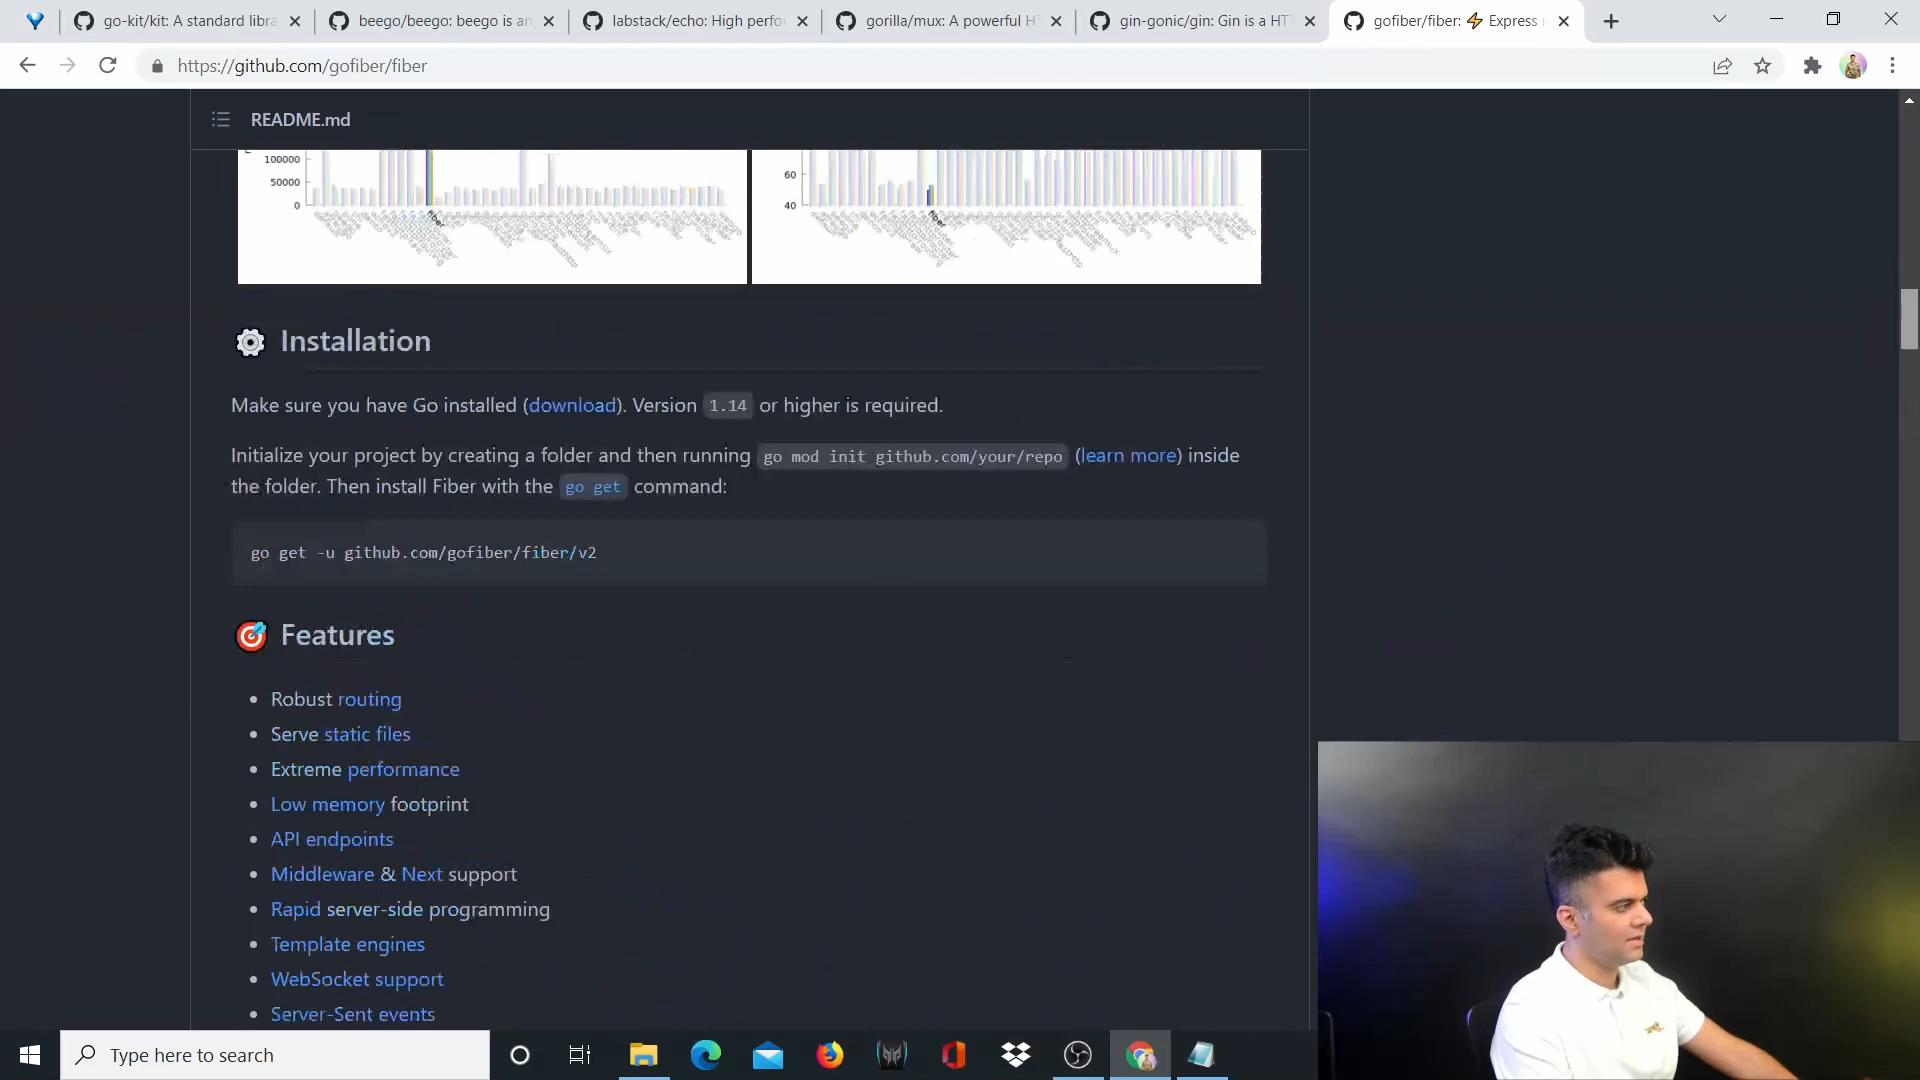 go-kit/kit: A standard libra
beego/beego: beego is an
labstack/echo: High perfo
gorilla/mux: A powerful H
gin-gonic/gin: Gin is a HT
gofiber/fiber: ⚡ Express i
https://github.com/gofiber/fiber
README.md
100000
50000
0
fiber
60
40
fiber
Installation
Make sure you have Go installed (download). Version 1.14 or higher is required.
Initialize your project by creating a folder and then running go mod init github.com/your/repo (learn more) inside
the folder. Then install Fiber with the go get command:
go get -u github.com/gofiber/fiber/v2
Features
• Robust routing
• Serve static files
• Extreme performance
• Low memory footprint
• API endpoints
• Middleware & Next support
• Rapid server-side programming
• Template engines
• WebSocket support
• Server-Sent events
Type here to search